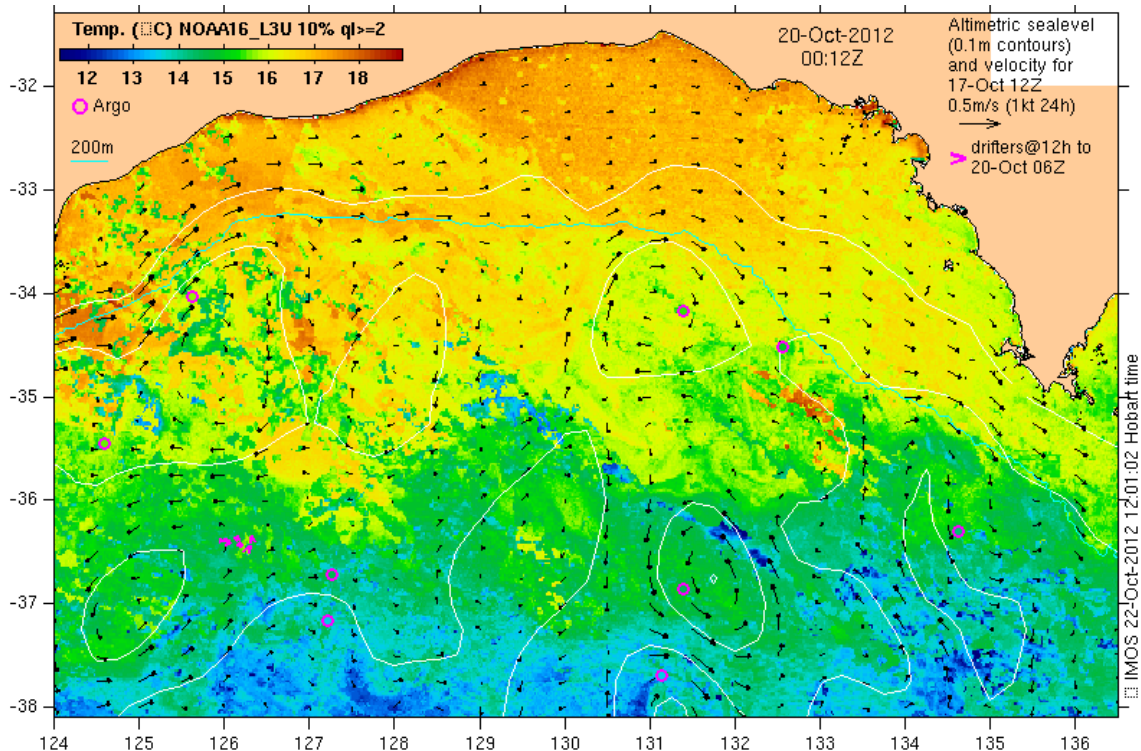 Temp. (□C) NOAA16_L3U 10% ql>=2
12 13 14 15 16 17 18
Argo
200m
20-Oct-2012
00:12Z
Altimetric sealevel
(0.1m contours)
and velocity for
17-Oct 12Z
0.5m/s (1kt 24h)
drifters@12h to
20-Oct 06Z
-32
-33
-34
-35
-36
-37
-38
124 125 126 127 128 129 130 131 132 133 134 135 136
□ IMOS 22-Oct-2012 12:01:02 Hobart time